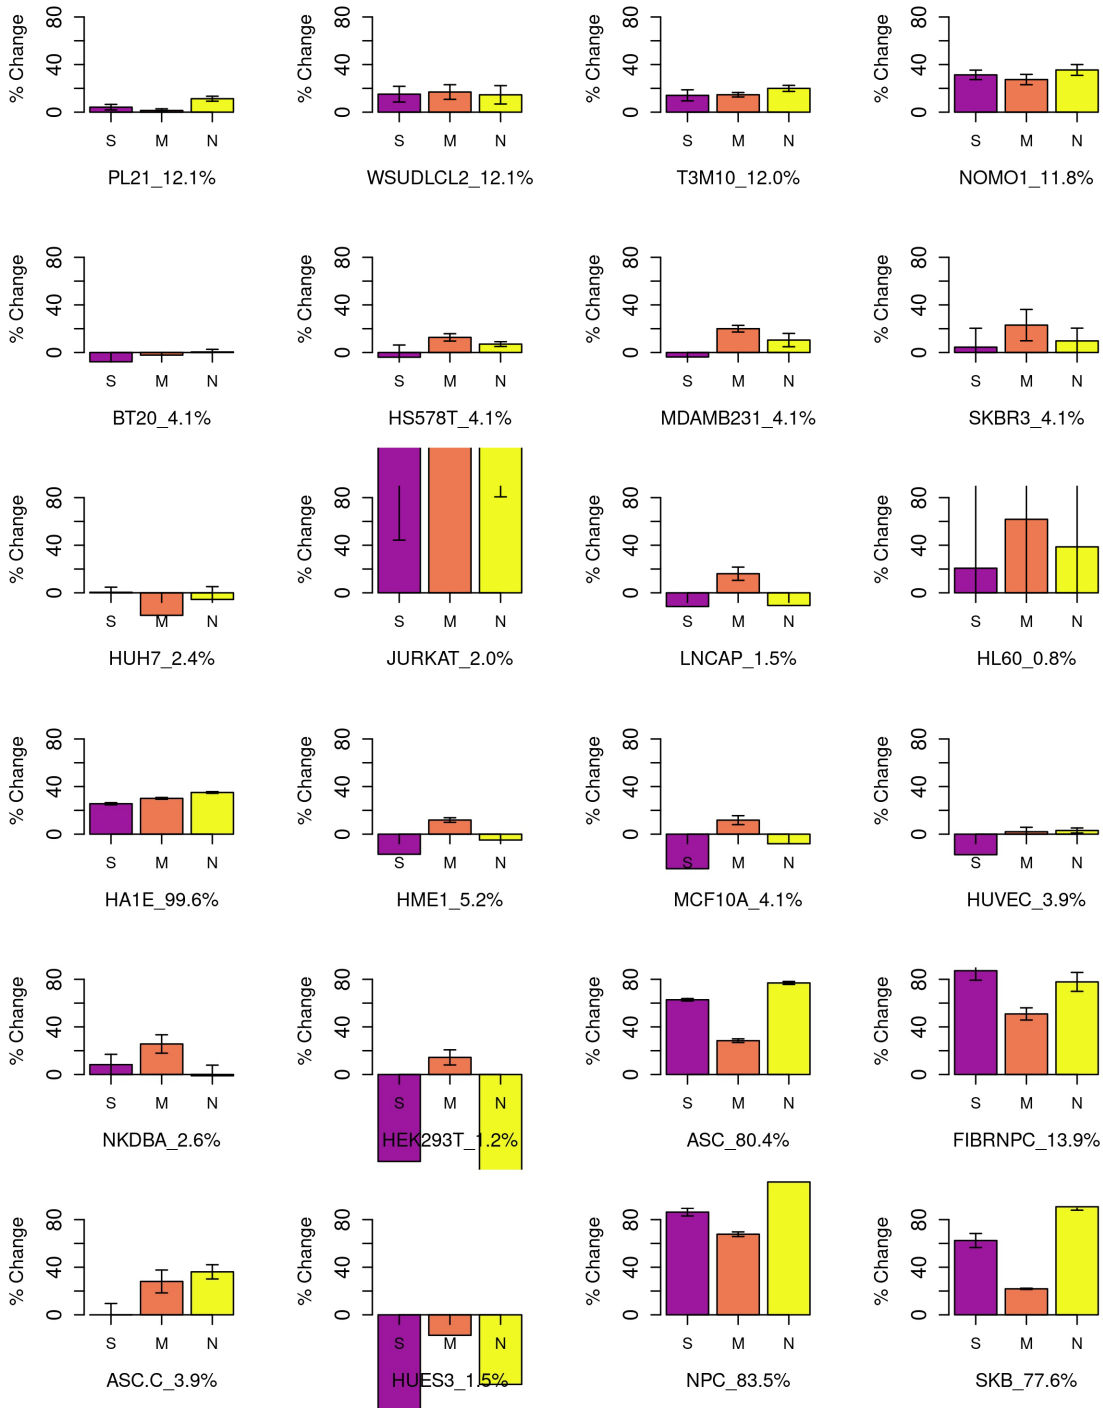 % Change 0 40 80 S M N PL21_12.1%
% Change 0 40 80 S M N WSUDLCL2_12.1%
% Change 0 40 80 S M N T3M10_12.0%
% Change 0 40 80 S M N NOMO1_11.8%
% Change 0 40 80 S M N BT20_4.1%
% Change 0 40 80 S M N HS578T_4.1%
% Change 0 40 80 S M N MDAMB231_4.1%
% Change 0 40 80 S M N SKBR3_4.1%
% Change 0 40 80 S M N HUH7_2.4%
% Change 0 40 80 S M N JURKAT_2.0%
% Change 0 40 80 S M N LNCAP_1.5%
% Change 0 40 80 S M N HL60_0.8%
% Change 0 40 80 S M N HA1E_99.6%
% Change 0 40 80 S M N HME1_5.2%
% Change 0 40 80 S M N MCF10A_4.1%
% Change 0 40 80 S M N HUVEC_3.9%
% Change 0 40 80 S M N NKDBA_2.6%
% Change 0 40 80 S M N HEK293T_1.2%
% Change 0 40 80 S M N ASC_80.4%
% Change 0 40 80 S M N FIBRNPC_13.9%
% Change 0 40 80 S M N ASC.C_3.9%
% Change 0 40 80 S M N HUES3_1.5%
% Change 0 40 80 S M N NPC_83.5%
% Change 0 40 80 S M N SKB_77.6%